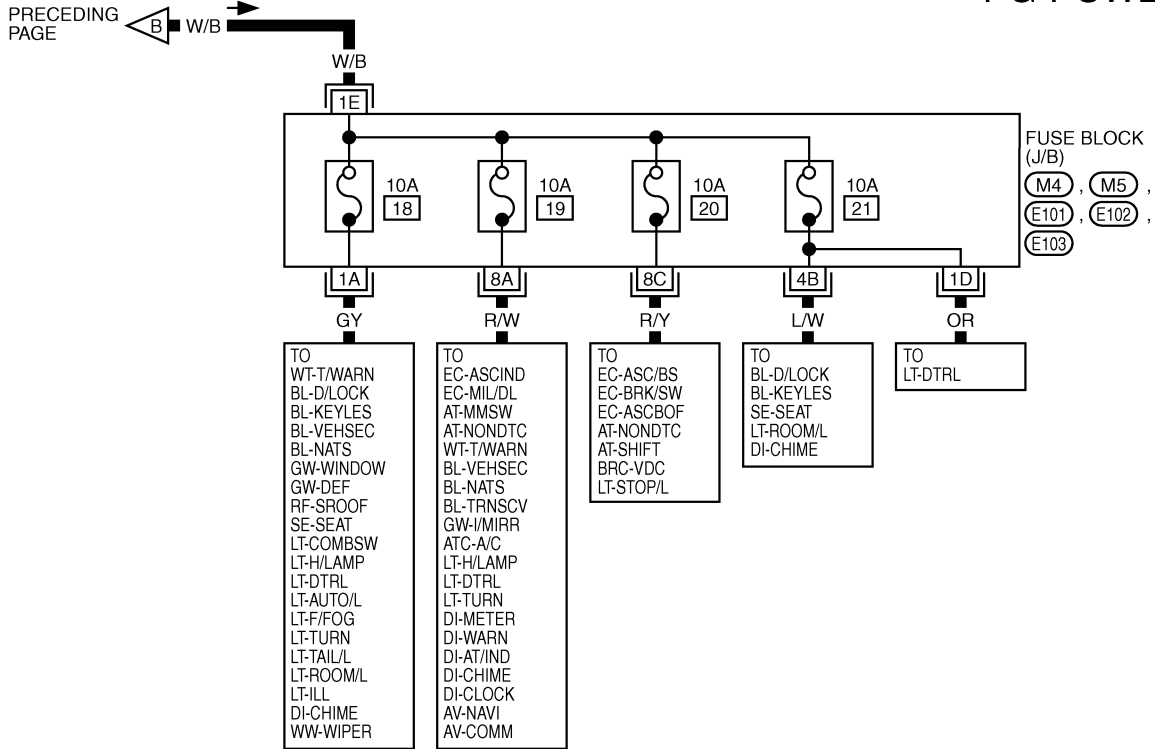 PRECEDING
PAGE
B
W/B
W/B
1E
FUSE BLOCK
(J/B)
M4 , M5 ,
E101 , E102 ,
E103
10A
18
10A
19
10A
20
10A
21
1A
8A
8C
4B
1D
GY
R/W
R/Y
L/W
OR
TO
WT-T/WARN
BL-D/LOCK
BL-KEYLES
BL-VEHSEC
BL-NATS
GW-WINDOW
GW-DEF
RF-SROOF
SE-SEAT
LT-COMBSW
LT-H/LAMP
LT-DTRL
LT-AUTO/L
LT-F/FOG
LT-TURN
LT-TAIL/L
LT-ROOM/L
LT-ILL
DI-CHIME
WW-WIPER
TO
EC-ASCIND
EC-MIL/DL
AT-MMSW
AT-NONDTC
WT-T/WARN
BL-VEHSEC
BL-NATS
BL-TRNSCV
GW-I/MIRR
ATC-A/C
LT-H/LAMP
LT-DTRL
LT-TURN
DI-METER
DI-WARN
DI-AT/IND
DI-CHIME
DI-CLOCK
AV-NAVI
AV-COMM
TO
EC-ASC/BS
EC-BRK/SW
EC-ASCBOF
AT-NONDTC
AT-SHIFT
BRC-VDC
LT-STOP/L
TO
BL-D/LOCK
BL-KEYLES
SE-SEAT
LT-ROOM/L
DI-CHIME
TO
LT-DTRL